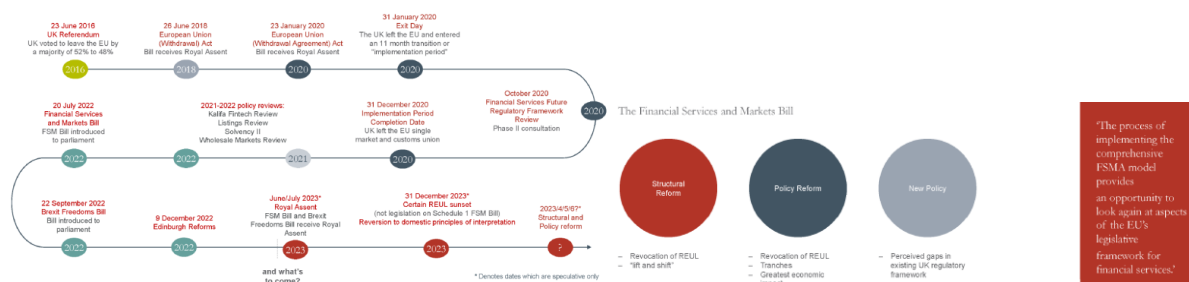 23 June 2016
UK Referendum
UK voted to leave the EU by
a majority of 52% to 48%
2016
26 June 2018
European Union
(Withdrawal) Act
Bill receives Royal Assent
2018
23 January 2020
European Union
(Withdrawal Agreement) Act
Bill receives Royal Assent
2020
31 January 2020
Exit Day
The UK left the EU and entered
an 11 month transition or
"implementation period"
2020
October 2020
Financial Services Future
Regulatory Framework
Review
Phase II consultation
2020
31 December 2020
Implementation Period
Completion Date
UK left the EU single
market and customs union
2020
2021-2022 policy reviews:
Kalifa Fintech Review
Listings Review
Solvency II
Wholesale Markets Review
2021
2022
20 July 2022
Financial Services
and Markets Bill
FSM Bill introduced
to parliament
2022
22 September 2022
Brexit Freedoms Bill
Bill introduced to
parliament
2022
9 December 2022
Edinburgh Reforms
2022
June/July 2023*
Royal Assent
FSM Bill and Brexit
Freedoms Bill receive Royal
Assent
2023
31 December 2023*
Certain REUL sunset
(not legislation on Schedule 1 FSM Bill)
Reversion to domestic principles of interpretation
2023
2023/4/5/6?*
Structural and
Policy reform
?
and what's
to come?
* Denotes dates which are speculative only
The Financial Services and Markets Bill
Structural
Reform
Policy Reform
New Policy
– Revocation of REUL
– "lift and shift"
– Revocation of REUL
– Tranches
– Greatest economic
– Perceived gaps in
existing UK regulatory
framework
'The process of
implementing the
comprehensive
FSMA model
provides
an opportunity to
look again at aspects
of the EU's
legislative
framework for
financial services.'